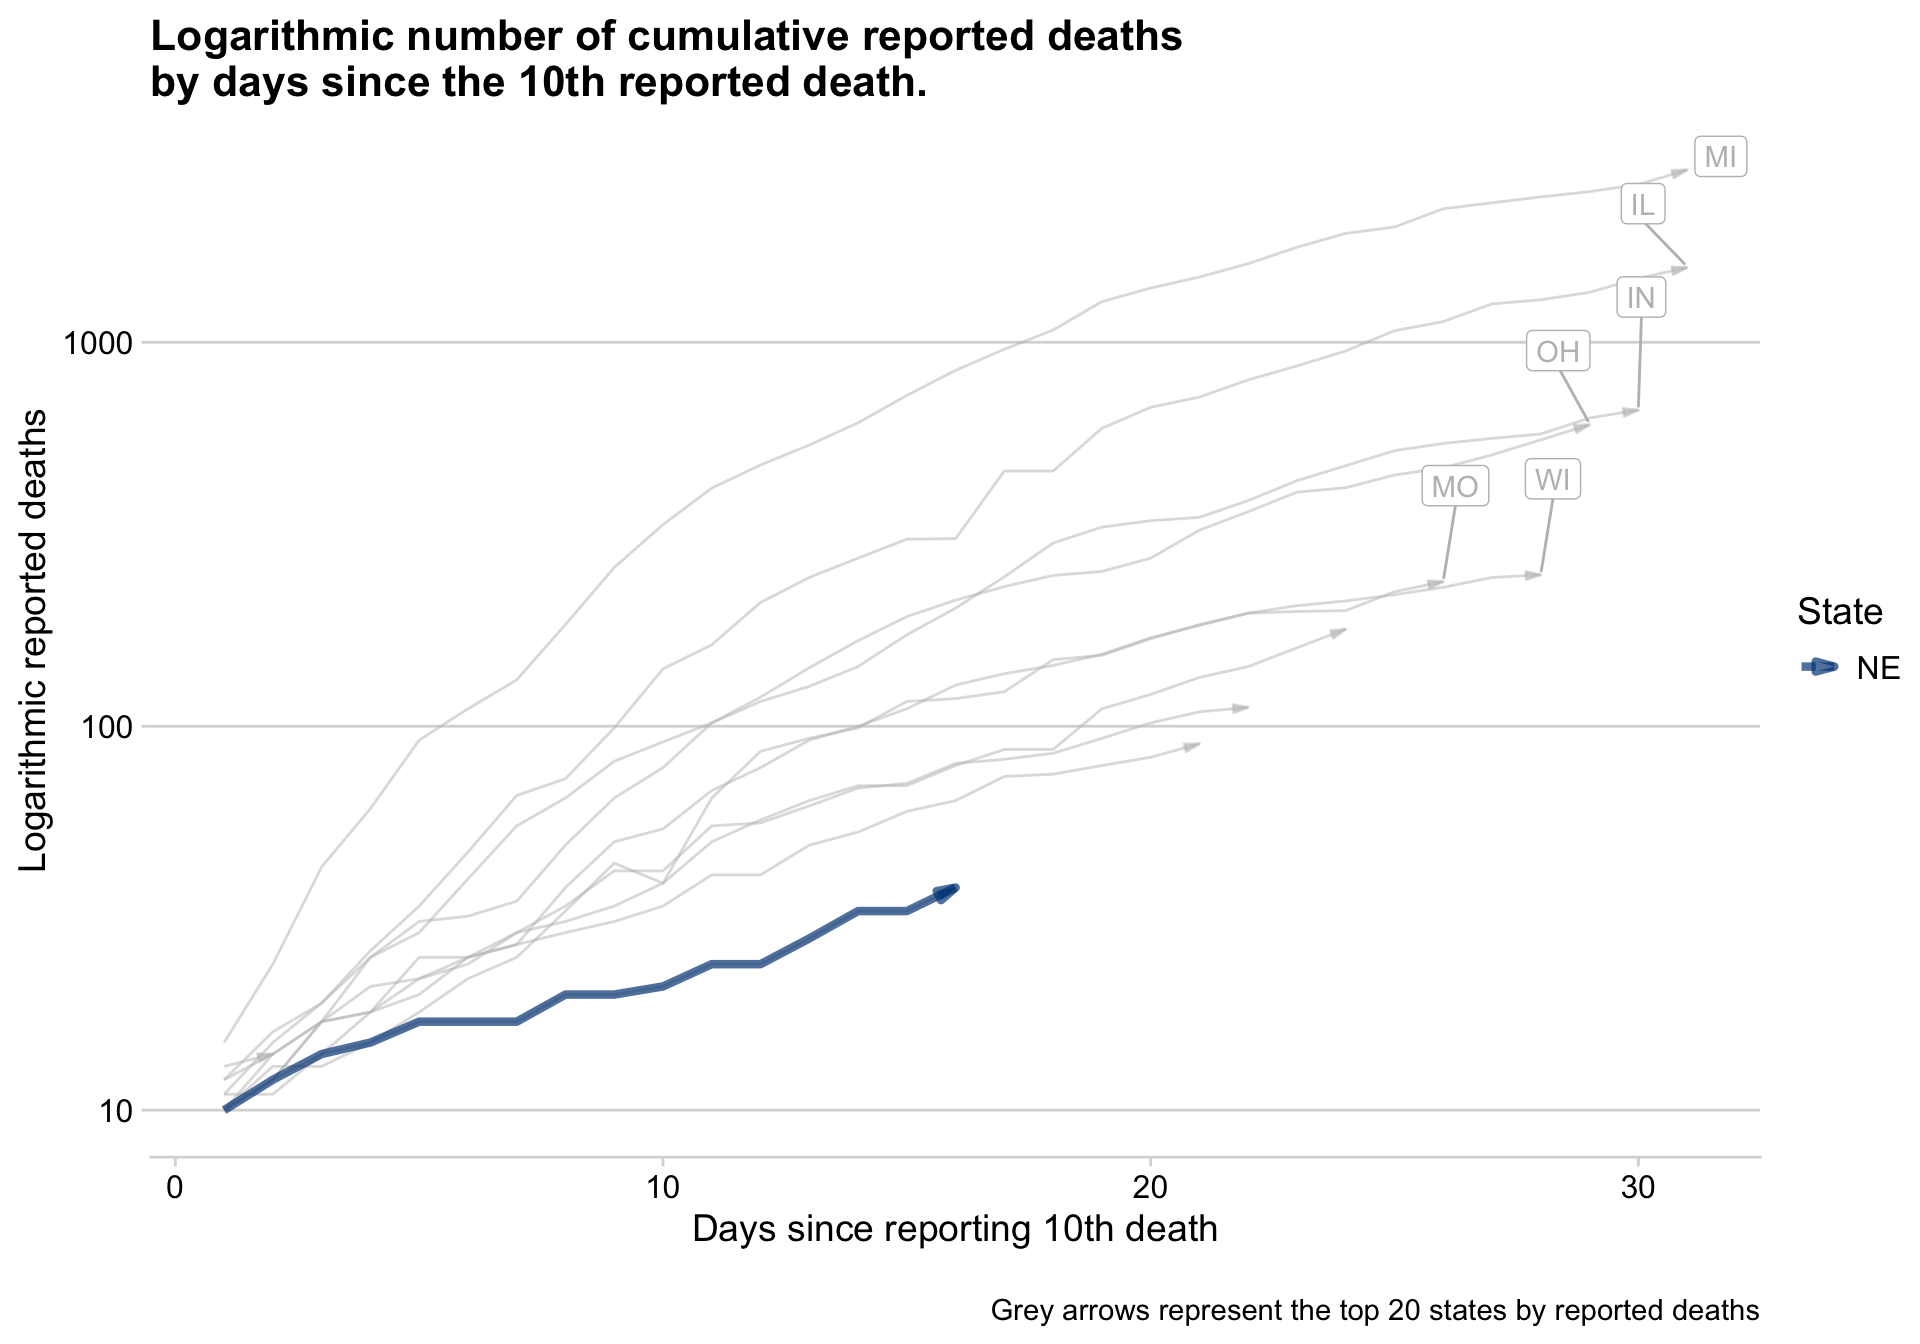 Logarithmic number of cumulative reported deaths
by days since the 10th reported death.
MI
IL
IN
OH
MO
WI
1000
100
10
Logarithmic reported deaths
State
NE
0
10
20
30
Days since reporting 10th death
Grey arrows represent the top 20 states by reported deaths